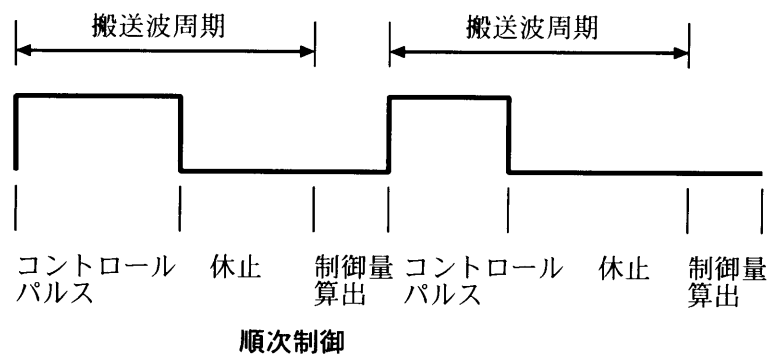 搬送波周期
搬送波周期
コントロール
パルス
休止
制御量
算出
コントロール
パルス
休止
制御量
算出
順次制御